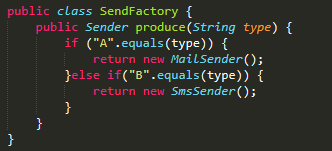 public class SendFactory {
    public Sender produce(String type) {
        if ("A".equals(type)) {
            return new MailSender();
        }else if("B".equals(type)) {
            return new SmsSender();
        }
    }
}